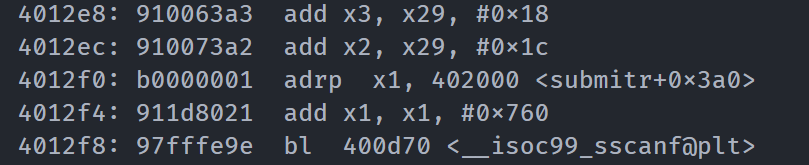 4012e8: 910063a3  add x3, x29, #0×18
4012ec: 910073a2  add x2, x29, #0×1c
4012f0: b0000001  adrp  x1, 402000 <submitr+0×3a0>
4012f4: 911d8021  add x1, x1, #0×760
4012f8: 97fffe9e  bl  400d70 <__isoc99_sscanf@plt>